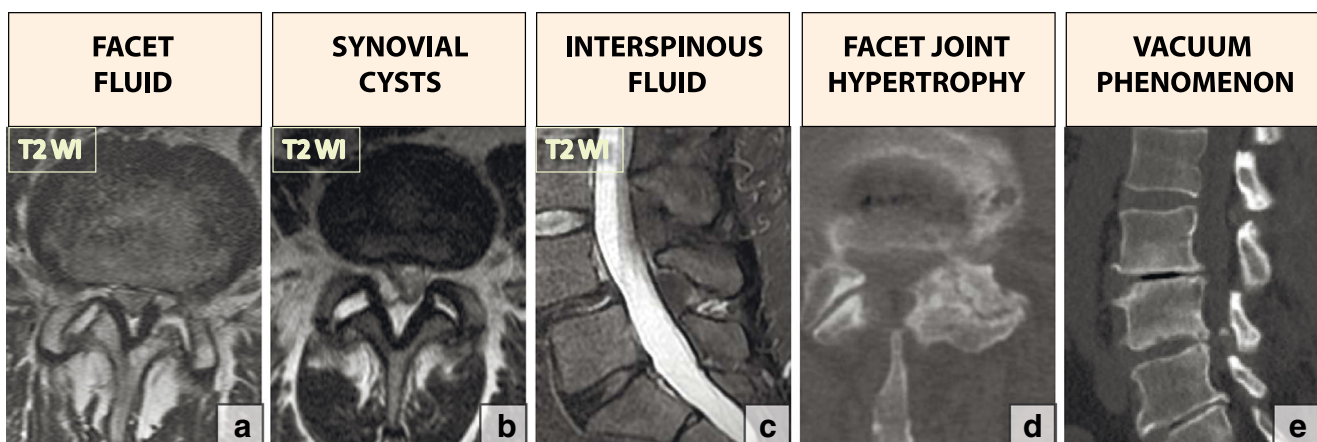 FACET
FLUID
SYNOVIAL
CYSTS
INTERSPINOUS
FLUID
FACET JOINT
HYPERTROPHY
VACUUM
PHENOMENON
T2 WI
T2 WI
T2 WI
a
b
c
d
e